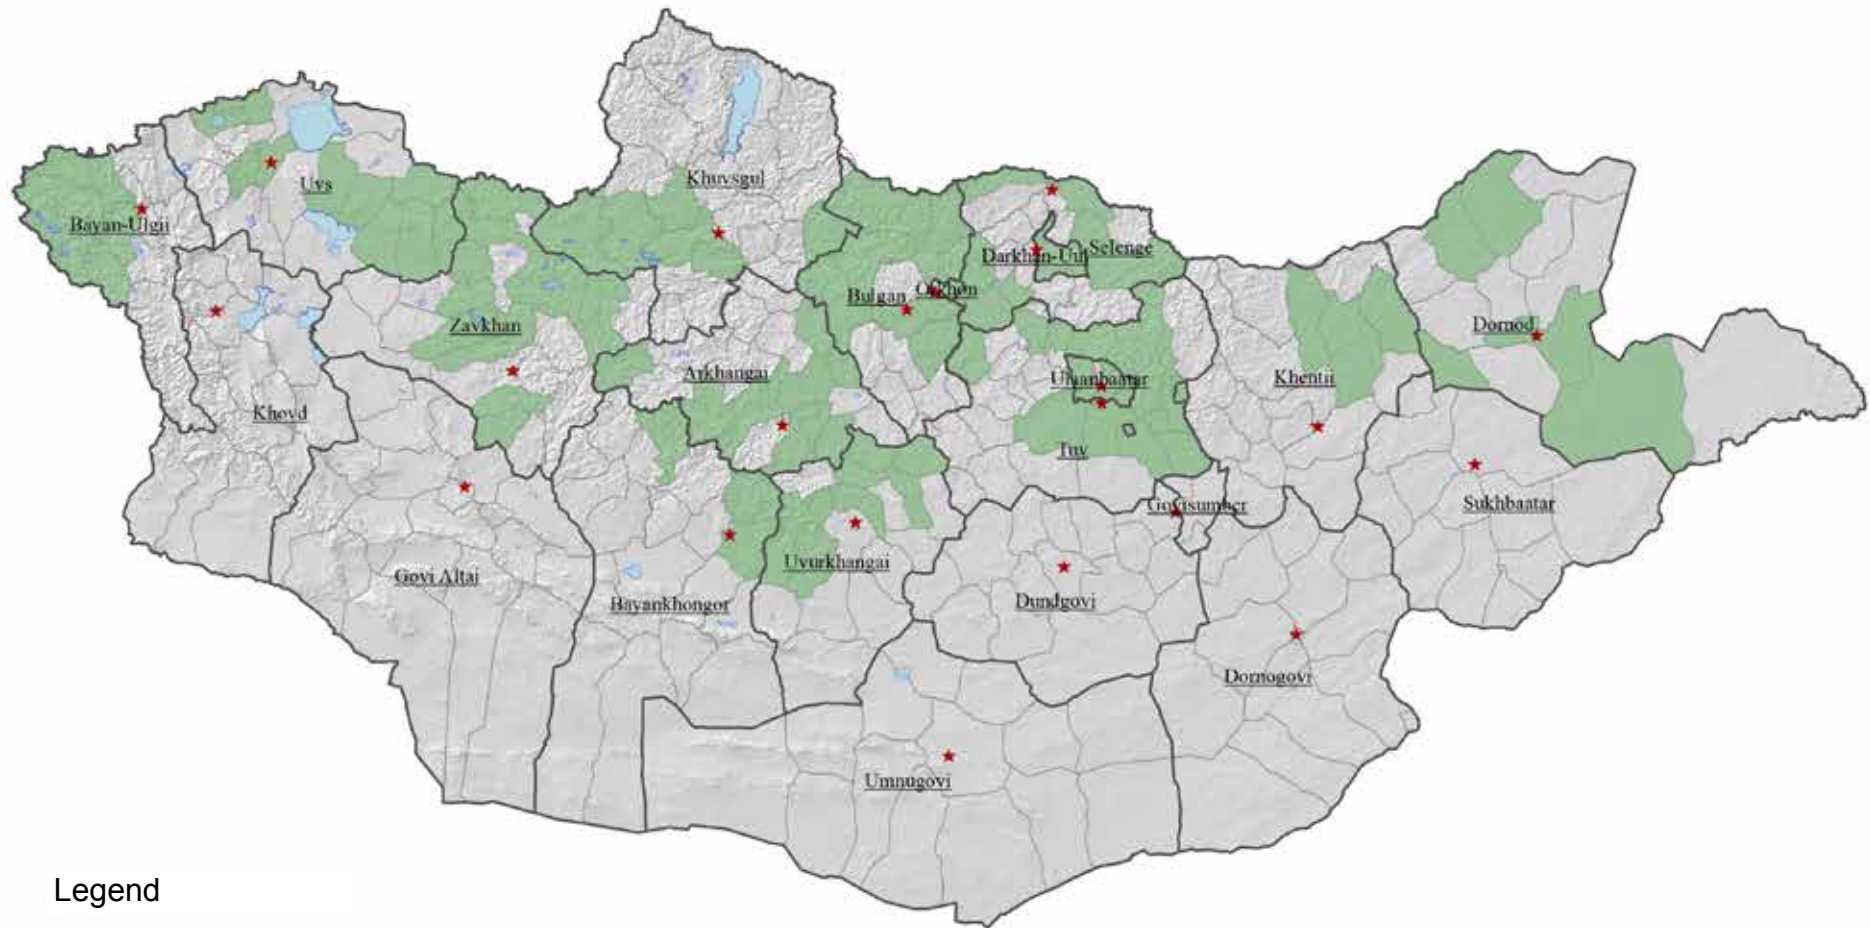 Khuvsgul
Uvs
Bayan-Ulgii
Darkhan-Uul
Selenge
Bulgan
Orkhon
Zavkhan
Dornod
Arkhangai
Ulaanbaatar
Khentii
Khovd
Tuv
Govisumber
Sukhbaatar
Uvurkhangai
Govi Altai
Bayankhongor
Dundgovi
Dornogovi
Umnugovi
Legend